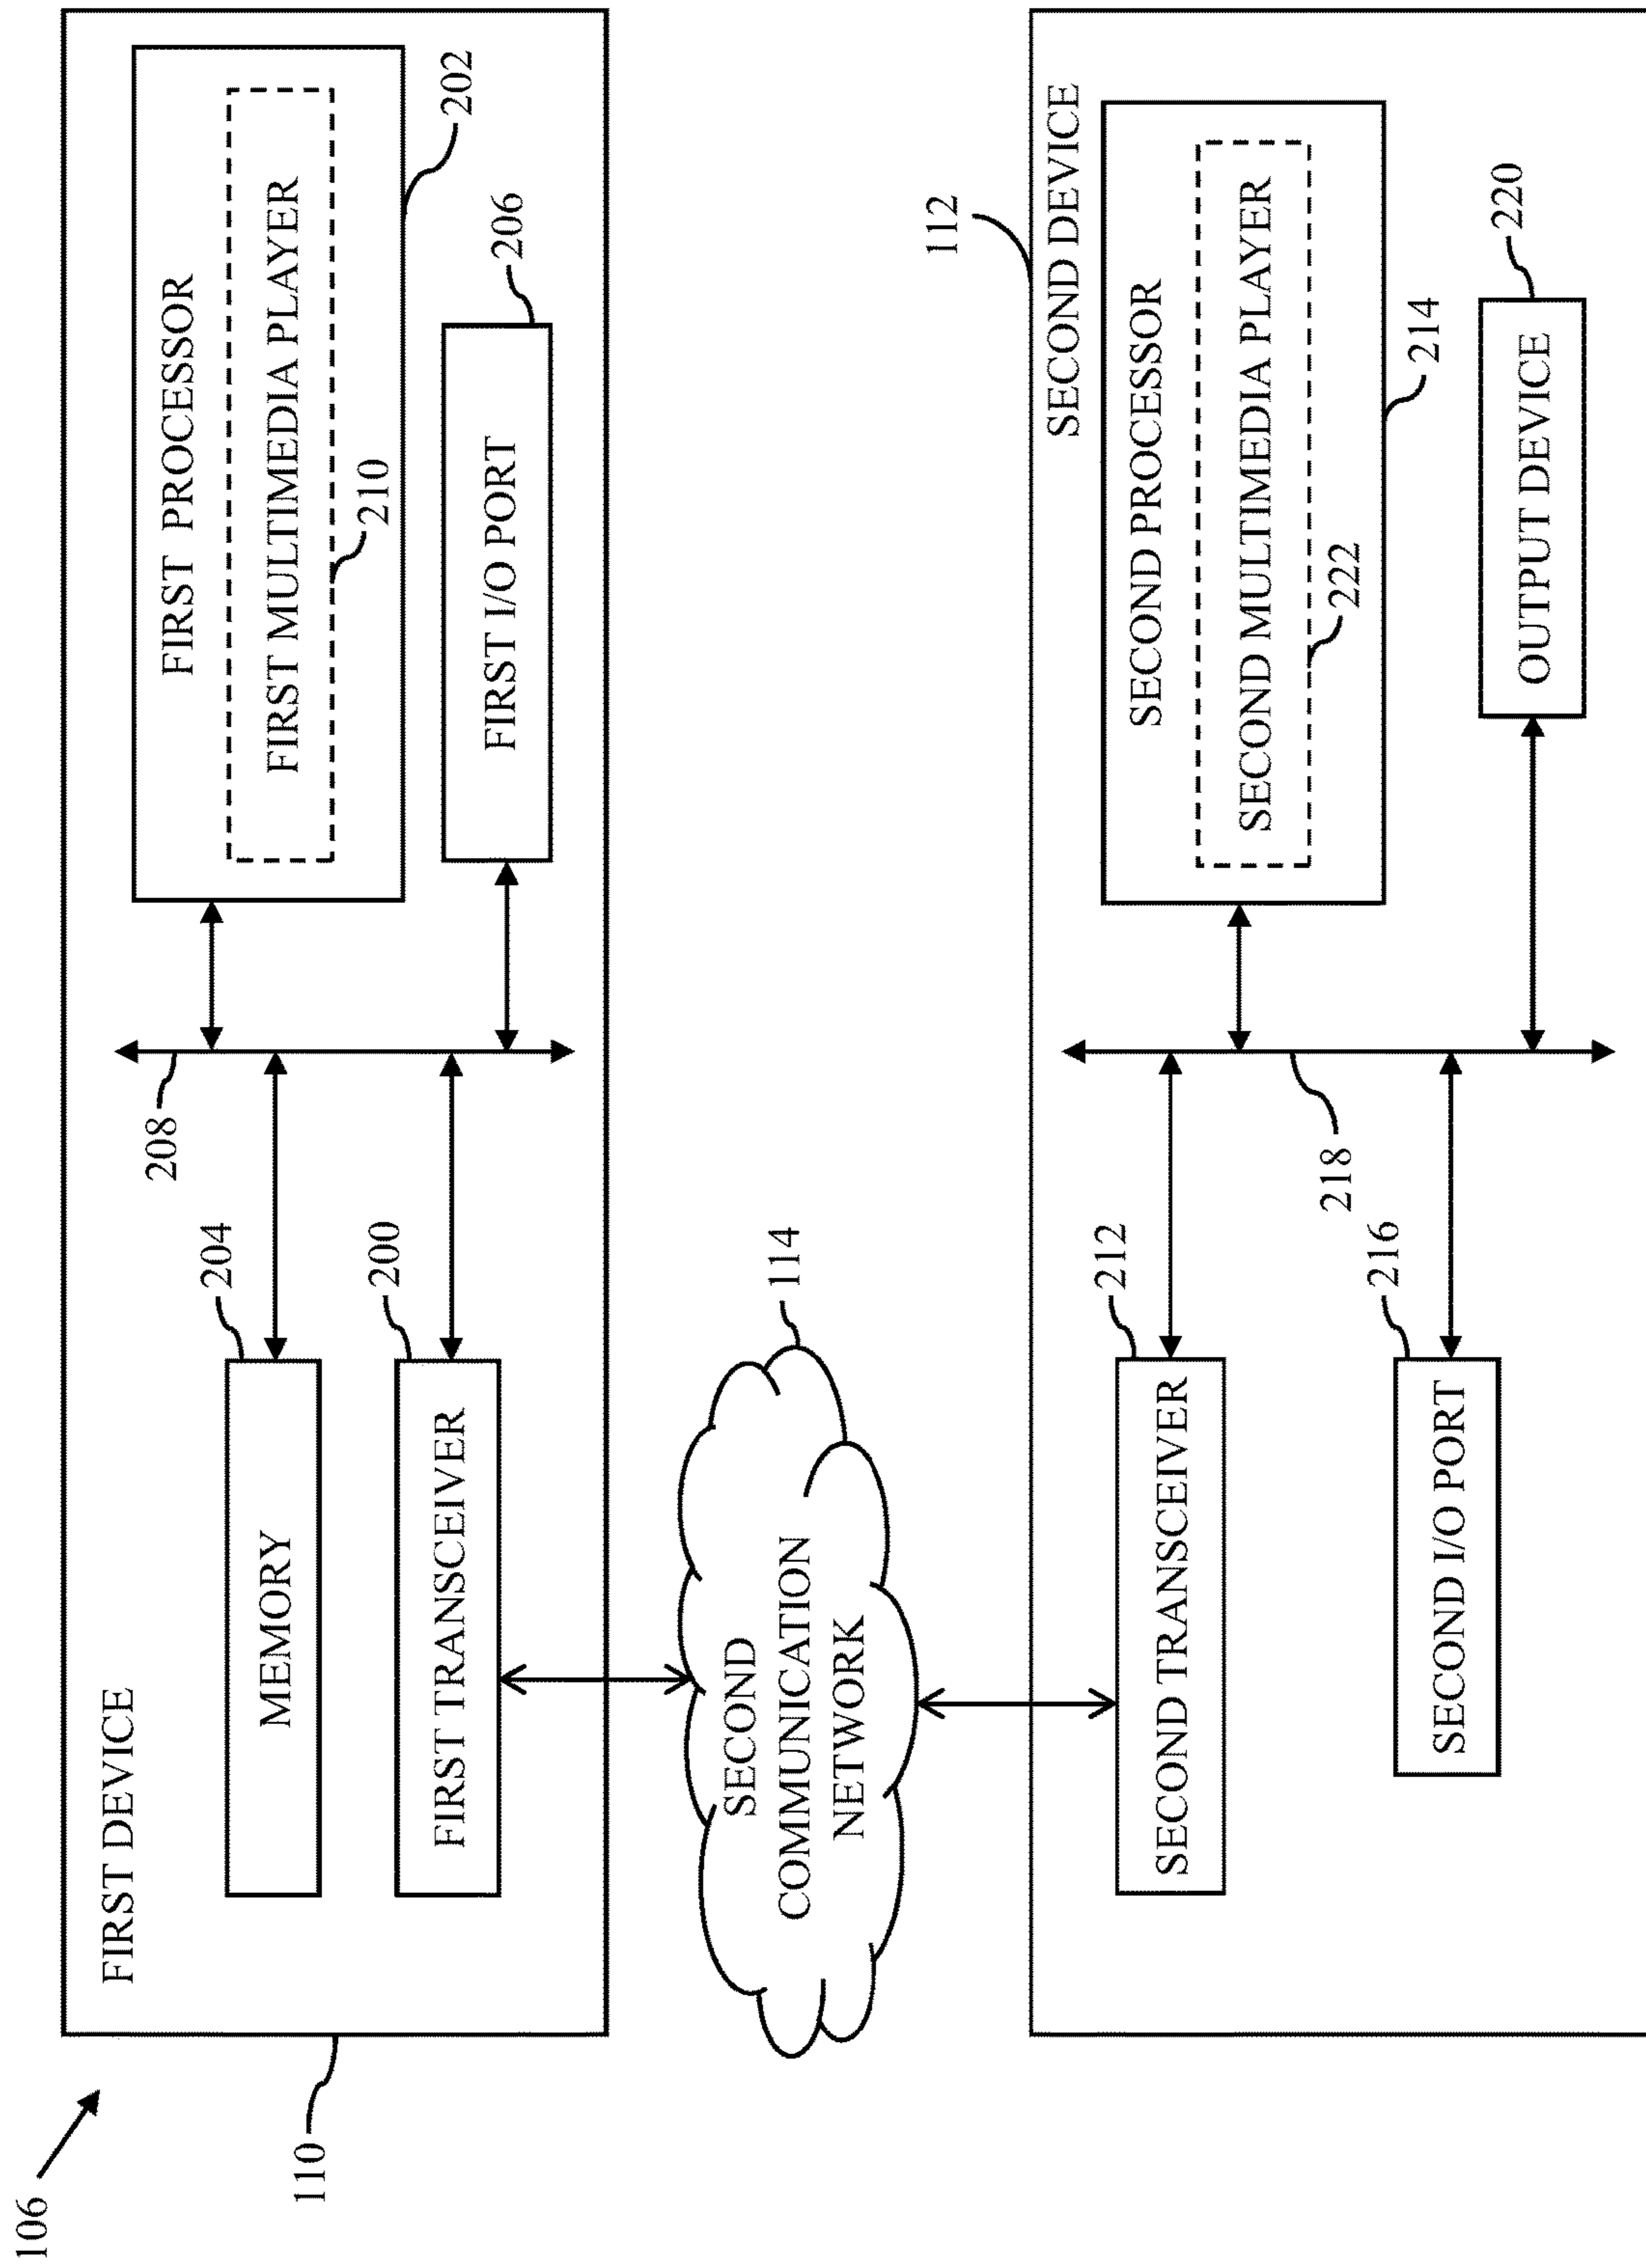 106
110
FIRST DEVICE
MEMORY
204
FIRST TRANSCEIVER
200
208
FIRST PROCESSOR
FIRST MULTIMEDIA PLAYER
210
202
FIRST I/O PORT
206
SECOND
COMMUNICATION
NETWORK
114
112
SECOND DEVICE
SECOND TRANSCEIVER
212
SECOND I/O PORT
216
218
SECOND PROCESSOR
SECOND MULTIMEDIA PLAYER
222
214
OUTPUT DEVICE
220